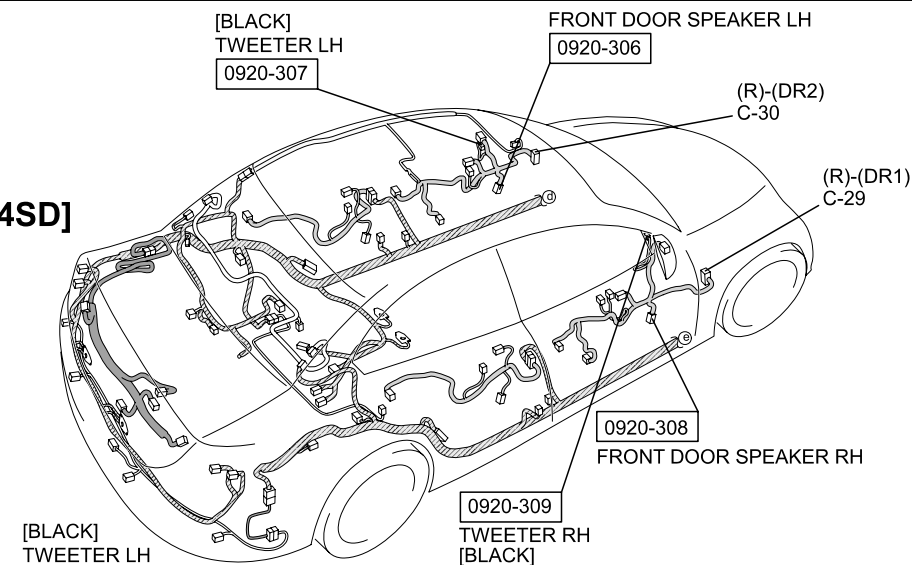 [BLACK]
TWEETER LH
0920-307
FRONT DOOR SPEAKER LH
0920-306
(R)-(DR2)
C-30
(R)-(DR1)
C-29
4SD]
d
e
0920-308
FRONT DOOR SPEAKER RH
0920-309
TWEETER RH
[BLACK]
[BLACK]
TWEETER LH